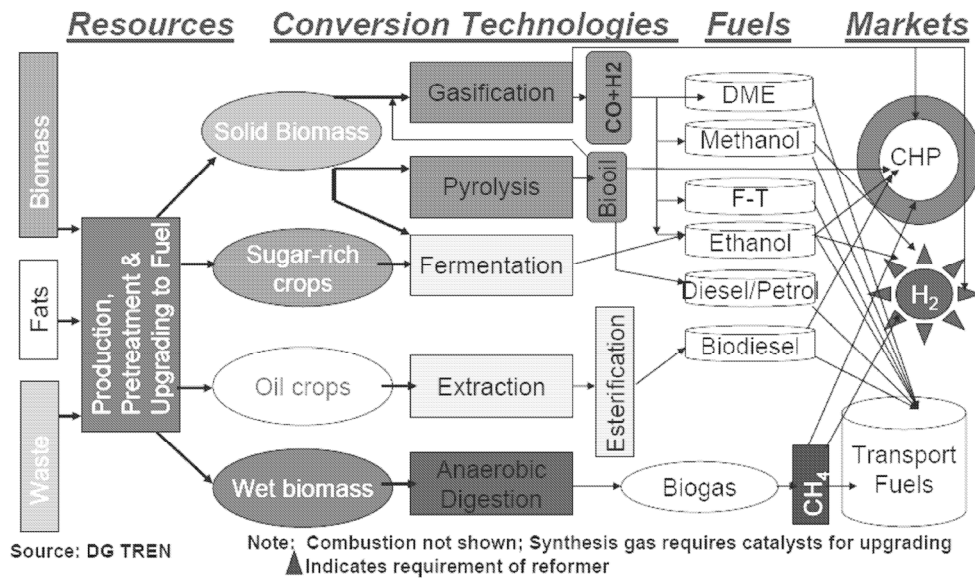 Resources Conversion Technologies Fuels Markets
Biomass
Fats
Waste
Production,
Pretreatment &
Upgrading to Fuel
Solid Biomass
Sugar-rich
crops
Oil crops
Wet biomass
Gasification
Pyrolysis
Fermentation
Extraction
Anaerobic
Digestion
CO+H2
Biooil
Esterification
Biogas
DME
Methanol
F-T
Ethanol
Diesel/Petrol
Biodiesel
CH4
CHP
H2
Transport
Fuels
Source: DG TREN
Note: Combustion not shown; Synthesis gas requires catalysts for upgrading
Indicates requirement of reformer